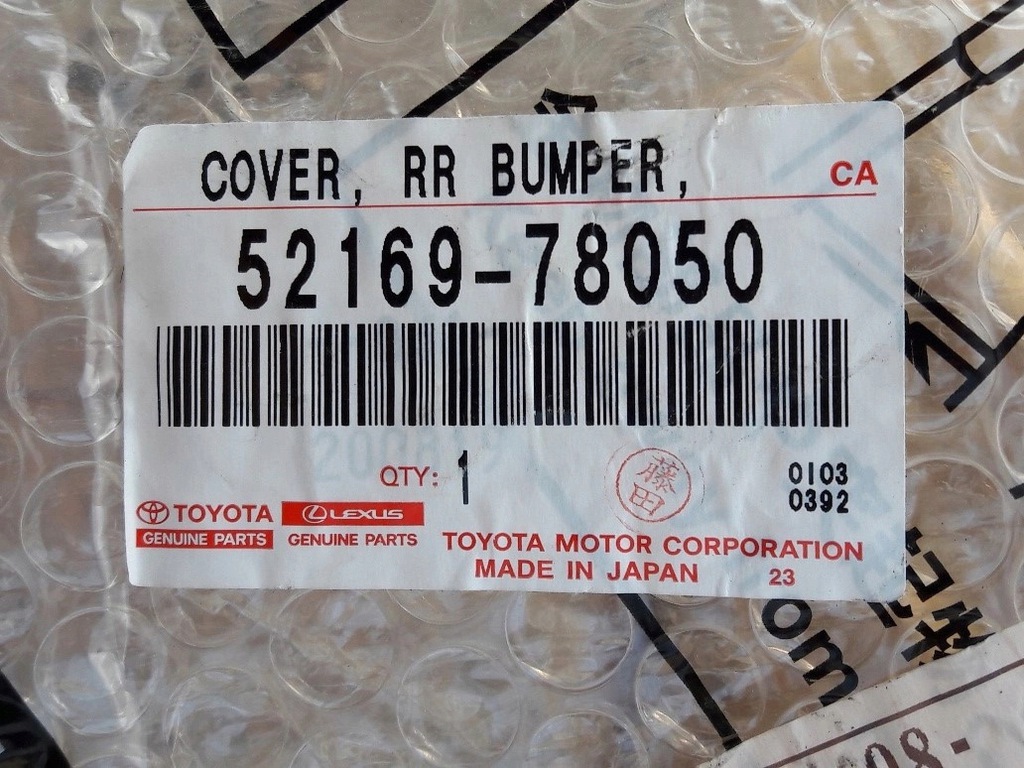 COVER, RR BUMPER,
CA
52169-78050
QTY: 1
藤田
0103
0392
TOYOTA
GENUINE PARTS
LEXUS
GENUINE PARTS
TOYOTA MOTOR CORPORATION
MADE IN JAPAN 23